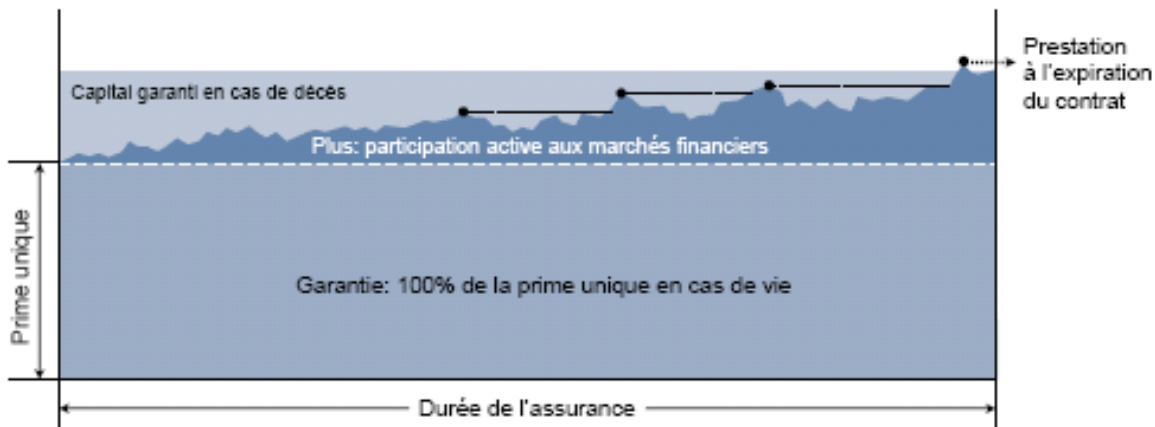 Prestation
à l'expiration
du contrat
Capital garanti en cas de décès
Plus: participation active aux marchés financiers
Prime unique
Garantie: 100% de la prime unique en cas de vie
Durée de l'assurance